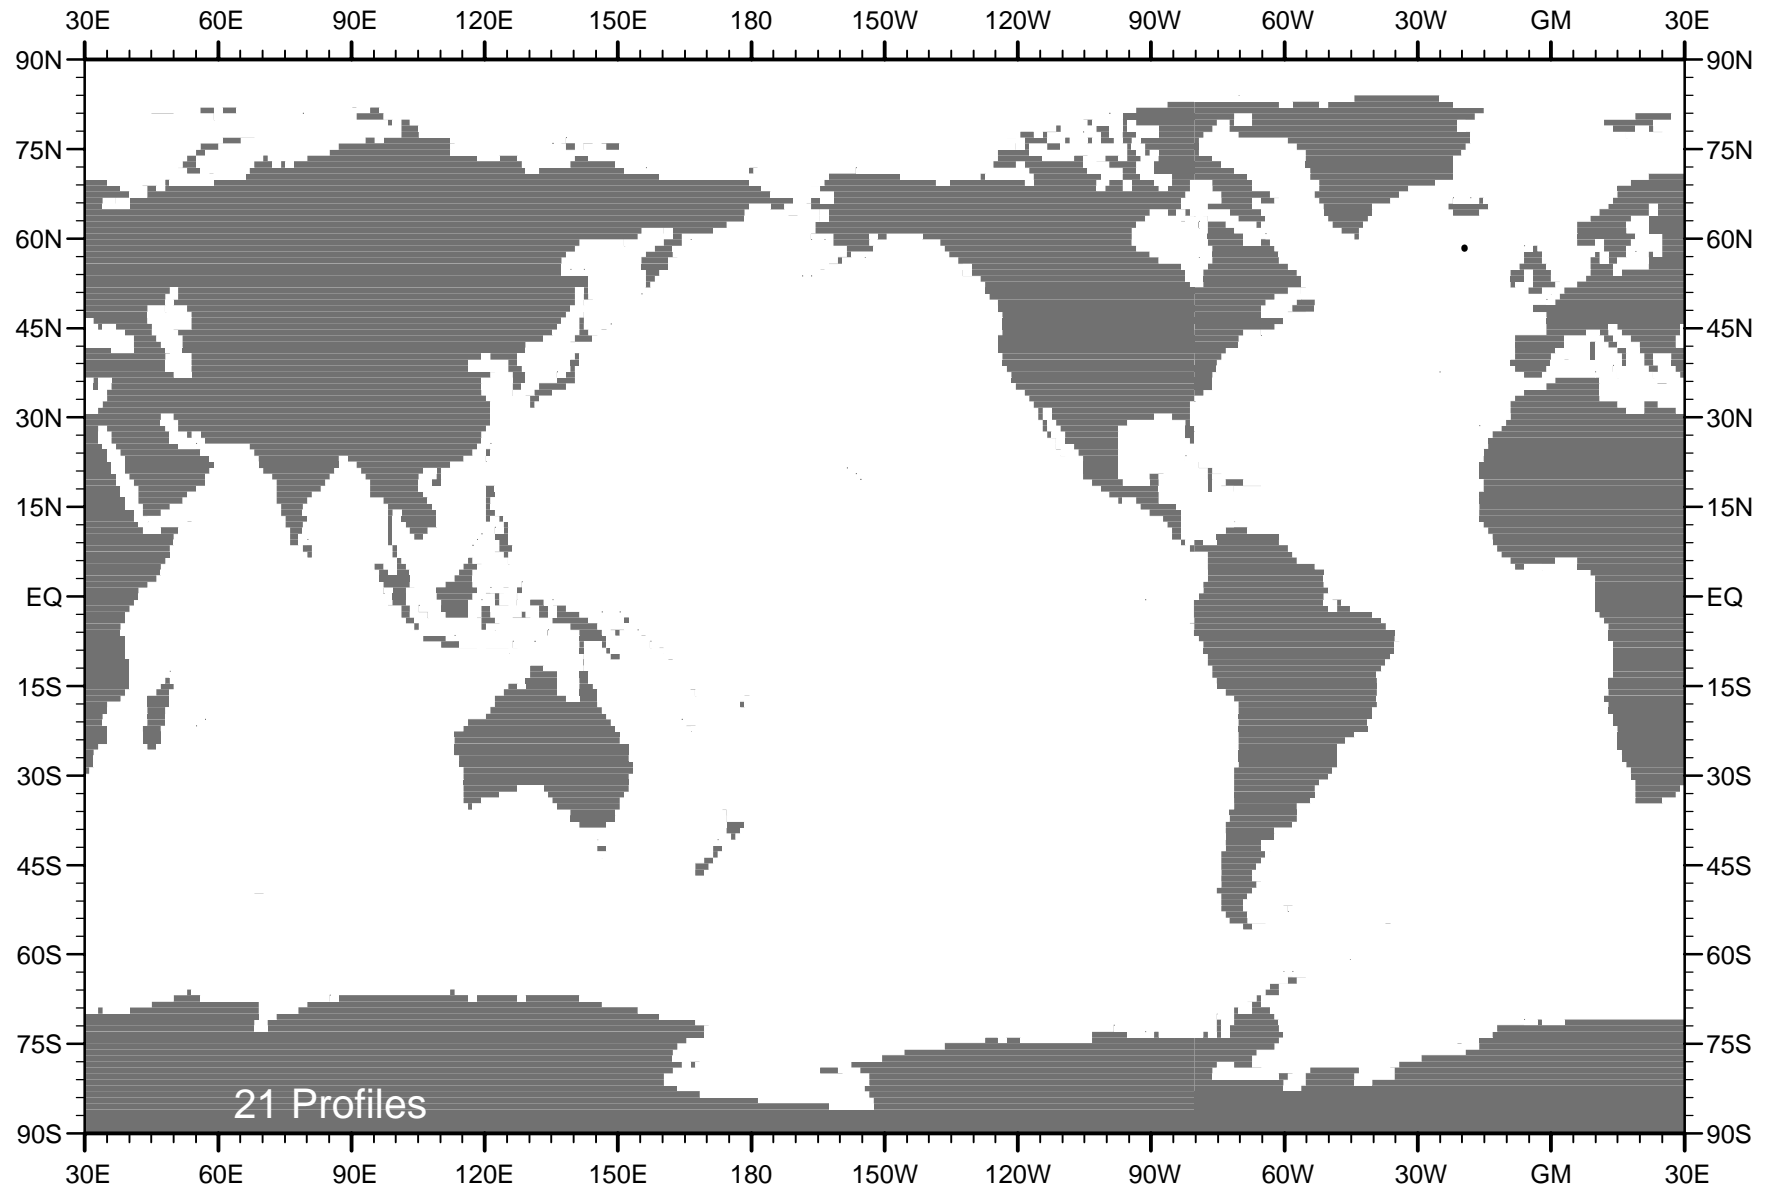 30E 60E 90E 120E 150E 180 150W 120W 90W 60W 30W GM 30E
90N 90N
75N 75N
60N 60N
45N 45N
30N 30N
15N 15N
EQ EQ
15S 15S
30S 30S
45S 45S
60S 60S
75S 75S
21 Profiles
90S 90S
30E 60E 90E 120E 150E 180 150W 120W 90W 60W 30W GM 30E